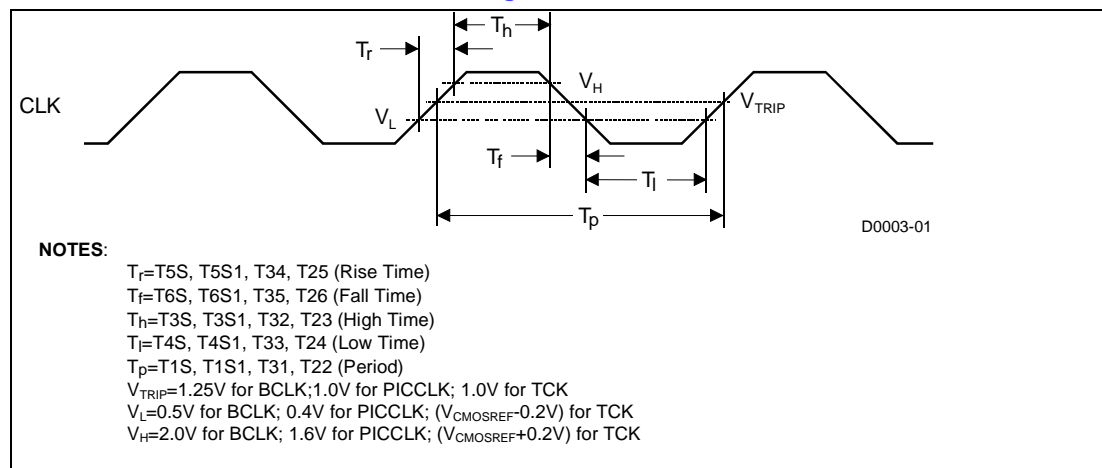 Th
Tr
CLK
VH
VTRIP
VL
Tf
Tl
Tp
D0003-01
NOTES:
Tr=T5S, T5S1, T34, T25 (Rise Time)
Tf=T6S, T6S1, T35, T26 (Fall Time)
Th=T3S, T3S1, T32, T23 (High Time)
Tl=T4S, T4S1, T33, T24 (Low Time)
Tp=T1S, T1S1, T31, T22 (Period)
VTRIP=1.25V for BCLK;1.0V for PICCLK; 1.0V for TCK
VL=0.5V for BCLK; 0.4V for PICCLK; (VCMOSREF-0.2V) for TCK
VH=2.0V for BCLK; 1.6V for PICCLK; (VCMOSREF+0.2V) for TCK